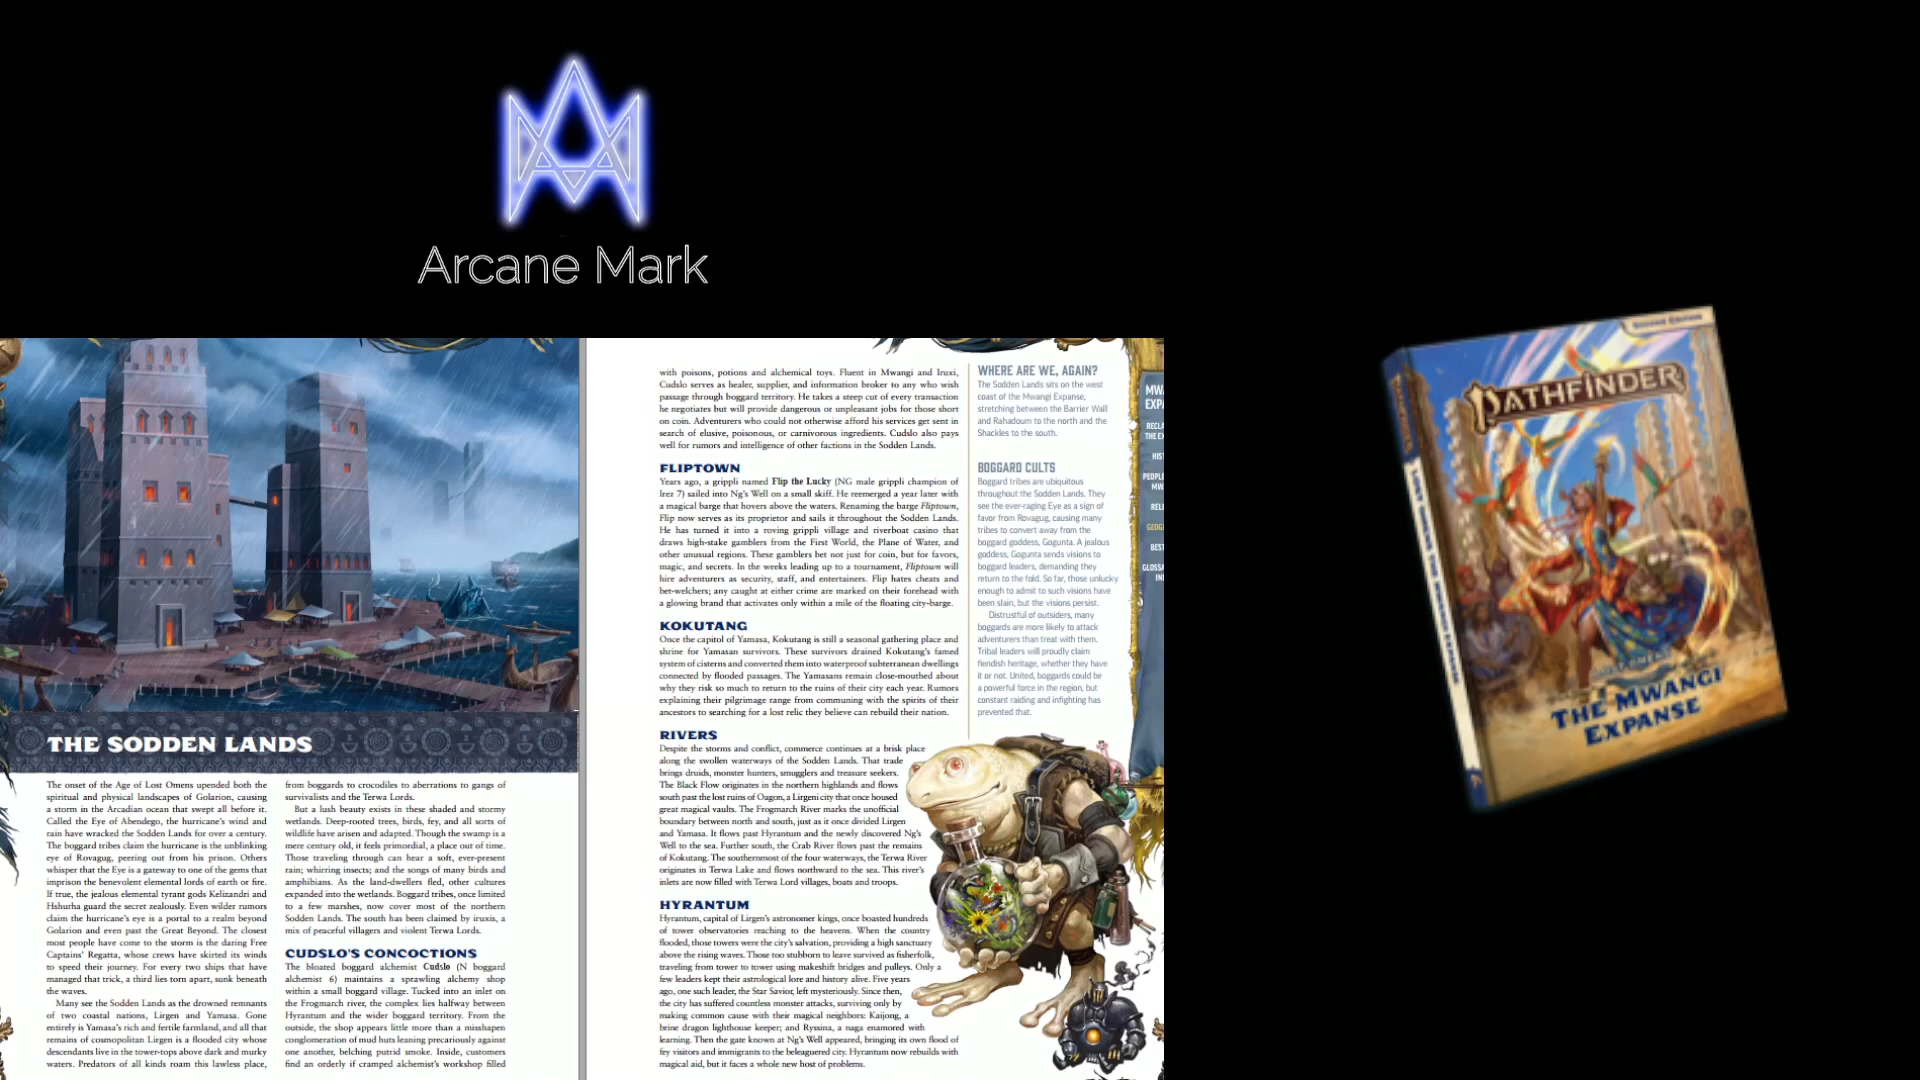 Arcane Mark
THE SODDEN LANDS
The onset of the Age of Lost Omens upended both the
spiritual and physical landscapes of Golarion, causing
a storm in the Arcadian ocean that swept all before it.
Called the Eye of Abendego, the hurricane's wind and
rain have wracked the Sodden Lands for over a century.
The boggard tribes claim the hurricane is the unblinking
eye of Rovagug, peering out from his prison. Others
whisper that the Eye is a gateway to one of the gems that
imprison the benevolent elemental lords of earth or fire.
If true, the jealous elemental tyrant gods Kelizandri and
Hshurha guard the secret zealously. Even wilder rumors
claim the hurricane's eye is a portal to a realm beyond
Golarion and even past the Great Beyond. The closest
most people have come to the storm is the daring Free
Captains' Regatta, whose crews have skirted its winds
to speed their journey. For every two ships that have
managed that trick, a third lies torn apart, sunk beneath
the waves.
Many see the Sodden Lands as the drowned remnants
of two coastal nations, Lirgen and Yamasa. Gone
entirely is Yamasa's rich and fertile farmland, and all that
remains of cosmopolitan Lirgen is a flooded city whose
descendants live in the tower-tops above dark and murky
waters. Predators of all kinds roam this lawless place,
from boggards to crocodiles to aberrations to gangs of
survivalists and the Terwa Lords.
But a lush beauty exists in these shaded and stormy
wetlands. Deep-rooted trees, birds, fey, and all sorts of
wildlife have arisen and adapted. Though the swamp is a
mere century old, it feels primordial, a place out of time.
Those traveling through can hear a soft, ever-present
rain; whirring insects; and the songs of many birds and
amphibians. As the land-dwellers fled, other cultures
expanded into the wetlands. Boggard tribes, once limited
to a few marshes, now cover most of the northern
Sodden Lands. The south has been claimed by iruxis, a
mix of peaceful villagers and violent Terwa Lords.
CUDSLO'S CONCOCTIONS
The bloated boggard alchemist Cudslo (N boggard
alchemist 6) maintains a sprawling alchemy shop
within a small boggard village. Tucked into an inlet on
the Frogmarch river, the complex lies halfway between
Hyrantum and the wider boggard territory. From the
outside, the shop appears little more than a misshapen
conglomeration of mud huts leaning precariously against
one another, belching putrid smoke. Inside, customers
find an orderly if cramped alchemist's workshop filled
with poisons, potions and alchemical toys. Fluent in Mwangi and Iruxi,
Cudslo serves as healer, supplier, and information broker to any who wish
passage through boggard territory. He takes a steep cut of every transaction
he negotiates but will provide dangerous or unpleasant jobs for those short
on coin. Adventurers who could not otherwise afford his services get sent in
search of elusive, poisonous, or carnivorous ingredients. Cudslo also pays
well for rumors and intelligence of other factions in the Sodden Lands.
FLIPTOWN
Years ago, a grippli named Flip the Lucky (NG male grippli champion of
Irez 7) sailed into Ng's Well on a small skiff. He reemerged a year later with
a magical barge that hovers above the waters. Renaming the barge Fliptown,
Flip now serves as its proprietor and sails it throughout the Sodden Lands.
He has turned it into a roving grippli village and riverboat casino that
draws high-stake gamblers from the First World, the Plane of Water, and
other unusual regions. These gamblers bet not just for coin, but for favors,
magic, and secrets. In the weeks leading up to a tournament, Fliptown will
hire adventurers as security, staff, and entertainers. Flip hates cheats and
bet-welchers; any caught at either crime are marked on their forehead with
a glowing brand that activates only within a mile of the floating city-barge.
KOKUTANG
Once the capitol of Yamasa, Kokutang is still a seasonal gathering place and
shrine for Yamasan survivors. These survivors drained Kokutang's famed
system of cisterns and converted them into waterproof subterranean dwellings
connected by flooded passages. The Yamasans remain close-mouthed about
why they risk so much to return to the ruins of their city each year. Rumors
explaining their pilgrimage range from communing with the spirits of their
ancestors to searching for a lost relic they believe can rebuild their nation.
RIVERS
Despite the storms and conflict, commerce continues at a brisk place
along the swollen waterways of the Sodden Lands. That trade
brings druids, monster hunters, smugglers and treasure seekers.
The Black Flow originates in the northern highlands and flows
south past the lost ruins of Oagon, a Lirgeni city that once housed
great magical vaults. The Frogmarch River marks the unofficial
boundary between north and south, just as it once divided Lirgen
and Yamasa. It flows past Hyrantum and the newly discovered Ng's
Well to the sea. Further south, the Crab River flows past the remains
of Kokutang. The southernmost of the four waterways, the Terwa River
originates in Terwa Lake and flows northward to the sea. This river's
inlets are now filled with Terwa Lord villages, boats and troops.
HYRANTUM
Hyrantum, capital of Lirgen's astronomer kings, once boasted hundreds
of tower observatories reaching to the heavens. When the country
flooded, those towers were the city's salvation, providing a high sanctuary
above the rising waves. Those too stubborn to leave survived as fisherfolk,
traveling from tower to tower using makeshift bridges and pulleys. Only a
few leaders kept their astrological lore and history alive. Five years
ago, one such leader, the Star Savior, left mysteriously. Since then,
the city has suffered countless monster attacks, surviving only by
making common cause with their magical neighbors: Kaijong, a
brine dragon lighthouse keeper; and Ryssina, a naga enamored with
learning. Then the gate known at Ng's Well appeared, bringing its own flood of
fey visitors and immigrants to the beleaguered city. Hyrantum now rebuilds with
magical aid, but it faces a whole new host of problems.
WHERE ARE WE, AGAIN?
The Sodden Lands sits on the west
coast of the Mwangi Expanse,
stretching between the Barrier Wall
and Rahadoum to the north and the
Shackles to the south.
BOGGARD CULTS
Boggard tribes are ubiquitous
throughout the Sodden Lands. They
see the ever-raging Eye as a sign of
favor from Rovagug, causing many
tribes to convert away from the
boggard goddess, Gogunta. A jealous
goddess, Gogunta sends visions to
boggard leaders, demanding they
return to the fold. So far, those unlucky
enough to admit to such visions have
been slain, but the visions persist.
Distrustful of outsiders, many
boggards are more likely to attack
adventurers than treat with them.
Tribal leaders will proudly claim
fiendish heritage, whether they have
it or not. United, boggards could be
a powerful force in the region, but
constant raiding and infighting has
prevented that.
MW
EXPA
RECLA
THE EX
HIST
PEOPLE
MW
RELI
GEOG
BEST
GLOSSA
IN
PATHFINDER
THE MWANGI
EXPANSE